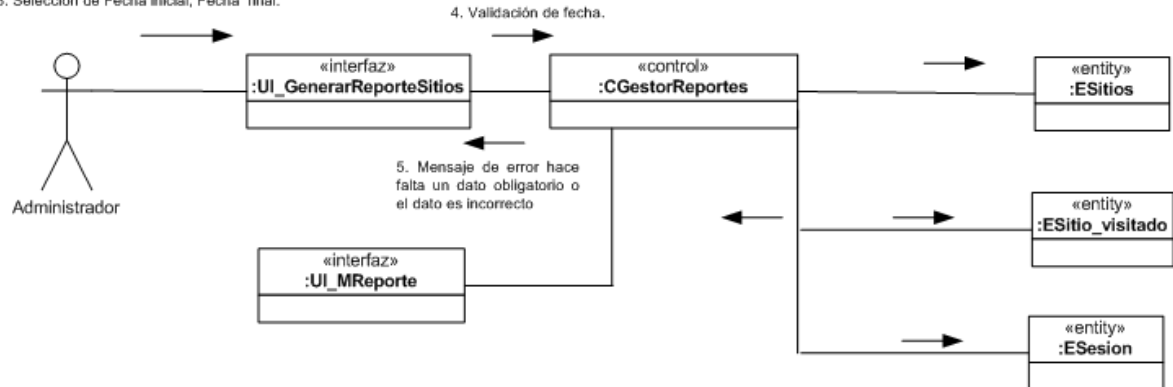 3. Selección de Fecha inicial, Fecha final.
4. Validación de fecha.
«interfaz»
:UI_GenerarReporteSitios
«control»
:CGestorReportes
«entity»
:ESitios
5. Mensaje de error hace
falta un dato obligatorio o
el dato es incorrecto
Administrador
«entity»
:ESitio_visitado
«interfaz»
:UI_MReporte
«entity»
:ESesion